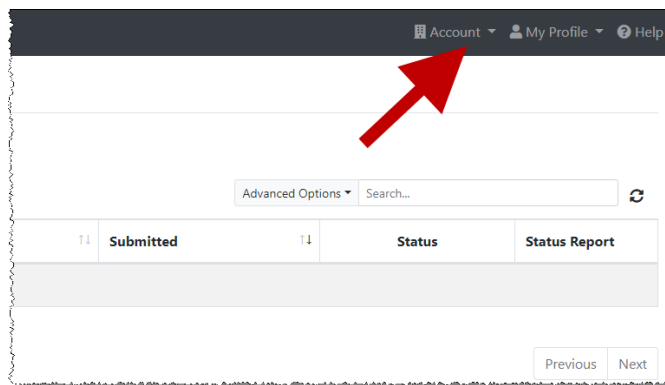 Account My Profile Help
Advanced Options Search...
Submitted Status Status Report
Previous Next